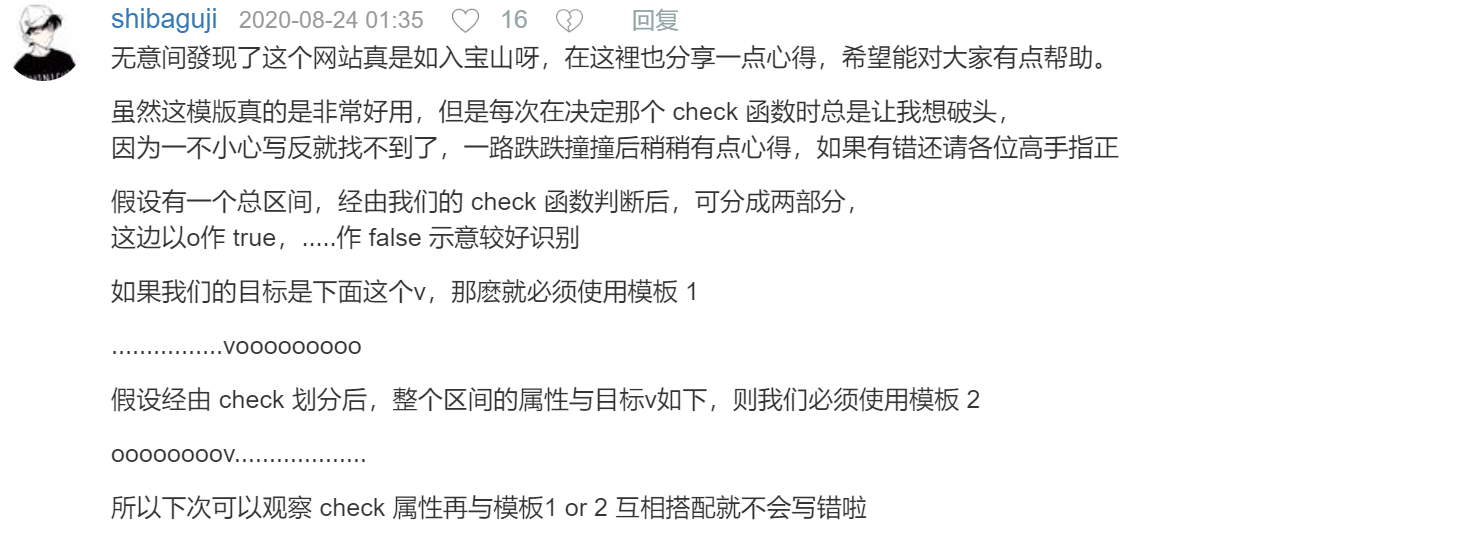 shibaguji 2020-08-24 01:35 16 回复
无意间發现了这个网站真是如入宝山呀，在这裡也分享一点心得，希望能对大家有点帮助。
虽然这模版真的是非常好用，但是每次在决定那个 check 函数时总是让我想破头，
因为一不小心写反就找不到了，一路跌跌撞撞后稍稍有点心得，如果有错还请各位高手指正
假设有一个总区间，经由我们的 check 函数判断后，可分成两部分，
这边以o作 true，.....作 false 示意较好识别
如果我们的目标是下面这个v，那麽就必须使用模板 1
................vooooooooo
假设经由 check 划分后，整个区间的属性与目标v如下，则我们必须使用模板 2
oooooooov...................
所以下次可以观察 check 属性再与模板1 or 2 互相搭配就不会写错啦